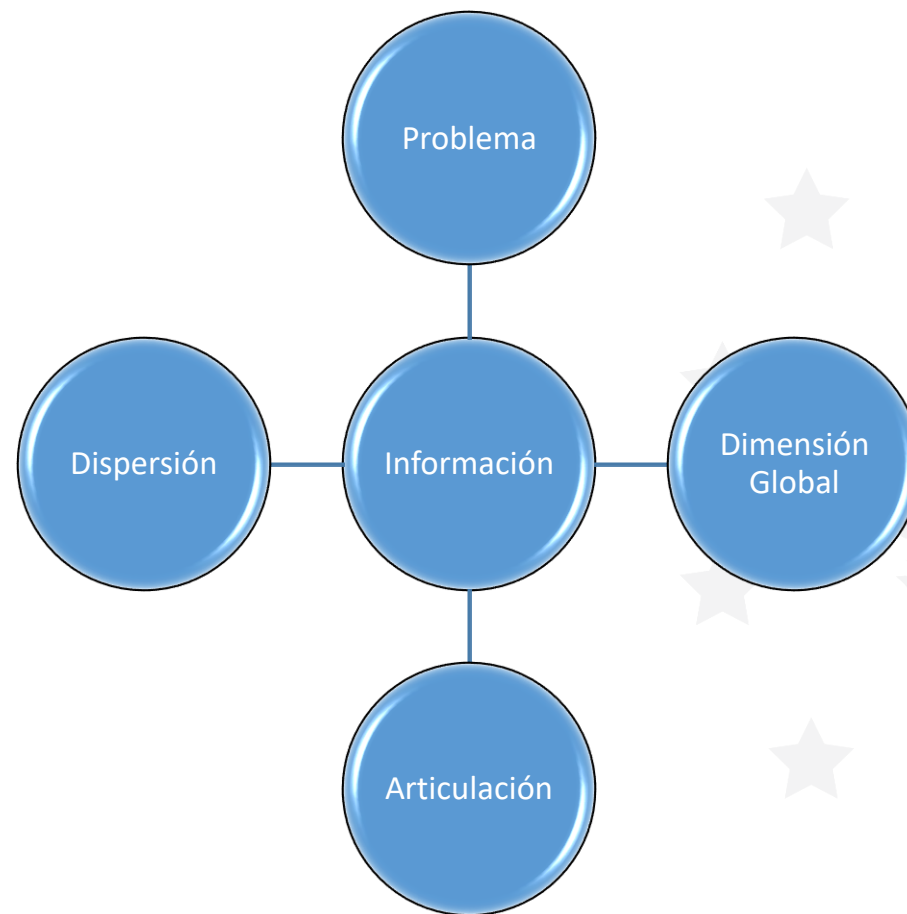 Problema
Dispersión
Información
Dimensión
Global
Articulación